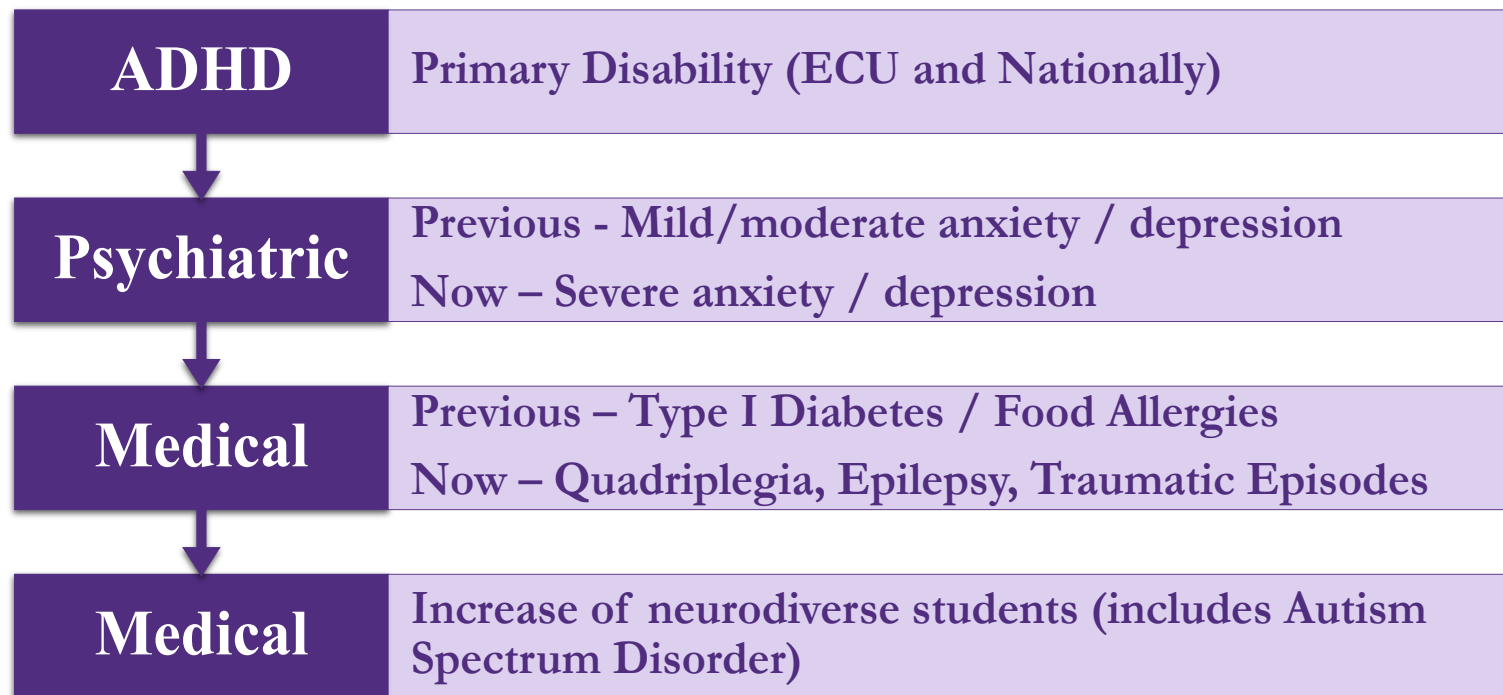 ADHD
Primary Disability (ECU and Nationally)
Psychiatric
Previous - Mild/moderate anxiety / depression
Now – Severe anxiety / depression
Medical
Previous – Type I Diabetes / Food Allergies
Now – Quadriplegia, Epilepsy, Traumatic Episodes
Medical
Increase of neurodiverse students (includes Autism
Spectrum Disorder)